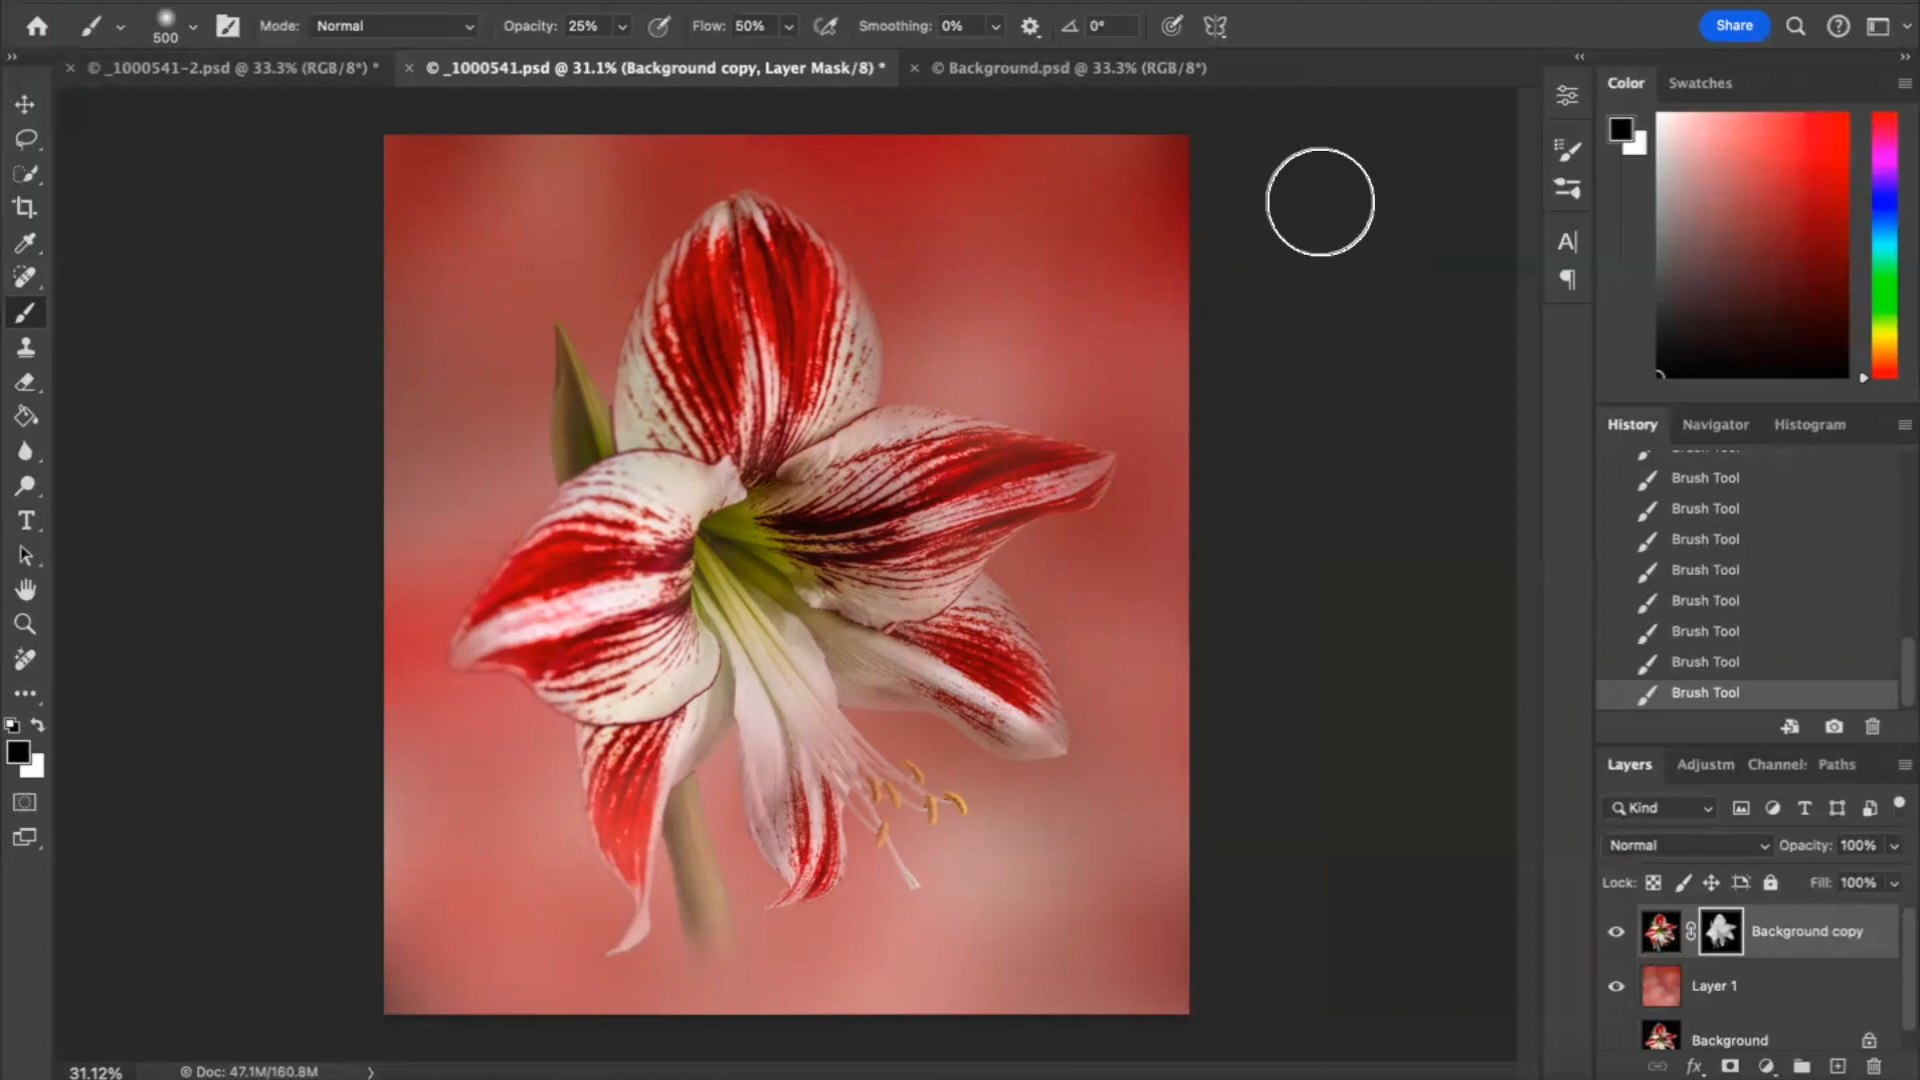 500 Mode: Normal Opacity: 25% Flow: 50% Smoothing: 0% 0° Share
© _1000541-2.psd @ 33.3% (RGB/8*) *
© _1000541.psd @ 31.1% (Background copy, Layer Mask/8) *
© Background.psd @ 33.3% (RGB/8*)
Color Swatches
History Navigator Histogram
Brush Tool
Brush Tool
Brush Tool
Brush Tool
Brush Tool
Brush Tool
Brush Tool
Brush Tool
Brush Tool
Layers Adjustm Channel: Paths
Kind
Normal Opacity: 100%
Lock: Fill: 100%
Background copy
Layer 1
Background
31.12% © Doc: 47.1M/160.8M